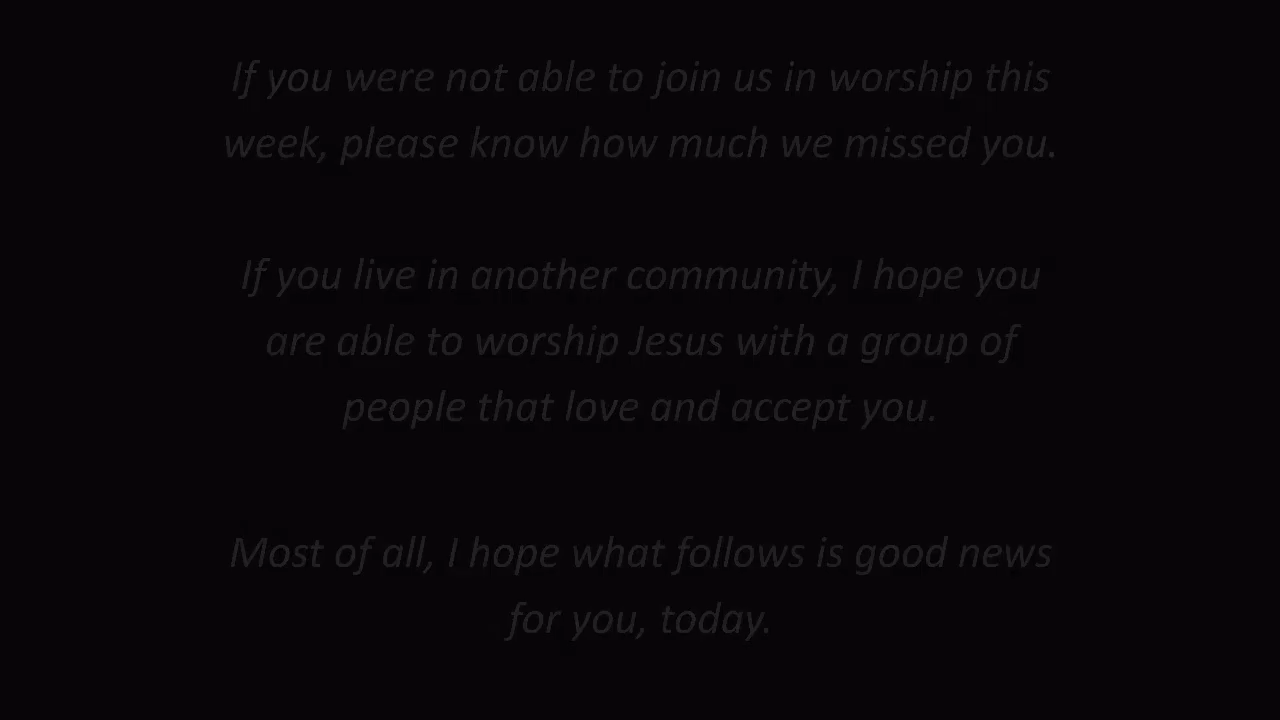 If you were not able to join us in worship this
week, please know how much we missed you.
If you live in another community, I hope you
are able to worship Jesus with a group of
people that love and accept you.
Most of all, I hope what follows is good news
for you, today.